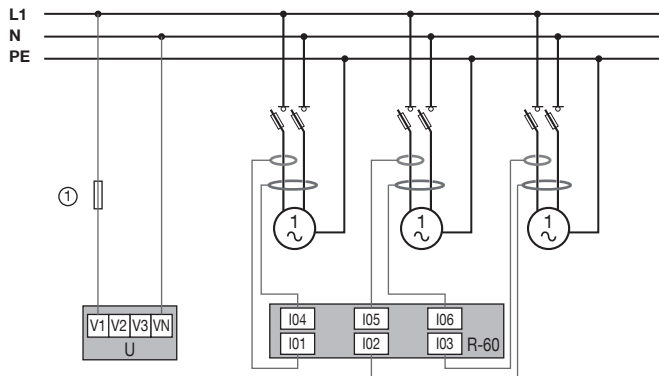 L1
N
PE
①
1
∼
1
∼
1
∼
V1 V2 V3 VN
U
I04 I05 I06
I01 I02 I03 R-60